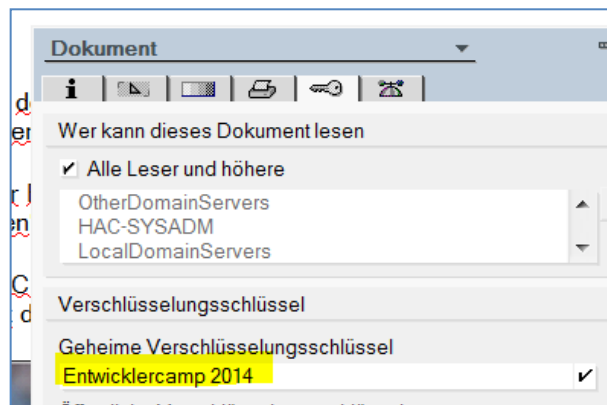 Dokument
i
Wer kann dieses Dokument lesen
Alle Leser und höhere
OtherDomainServers
HAC-SYSADM
LocalDomainServers
Verschlüsselungsschlüssel
Geheime Verschlüsselungsschlüssel
Entwicklercamp 2014